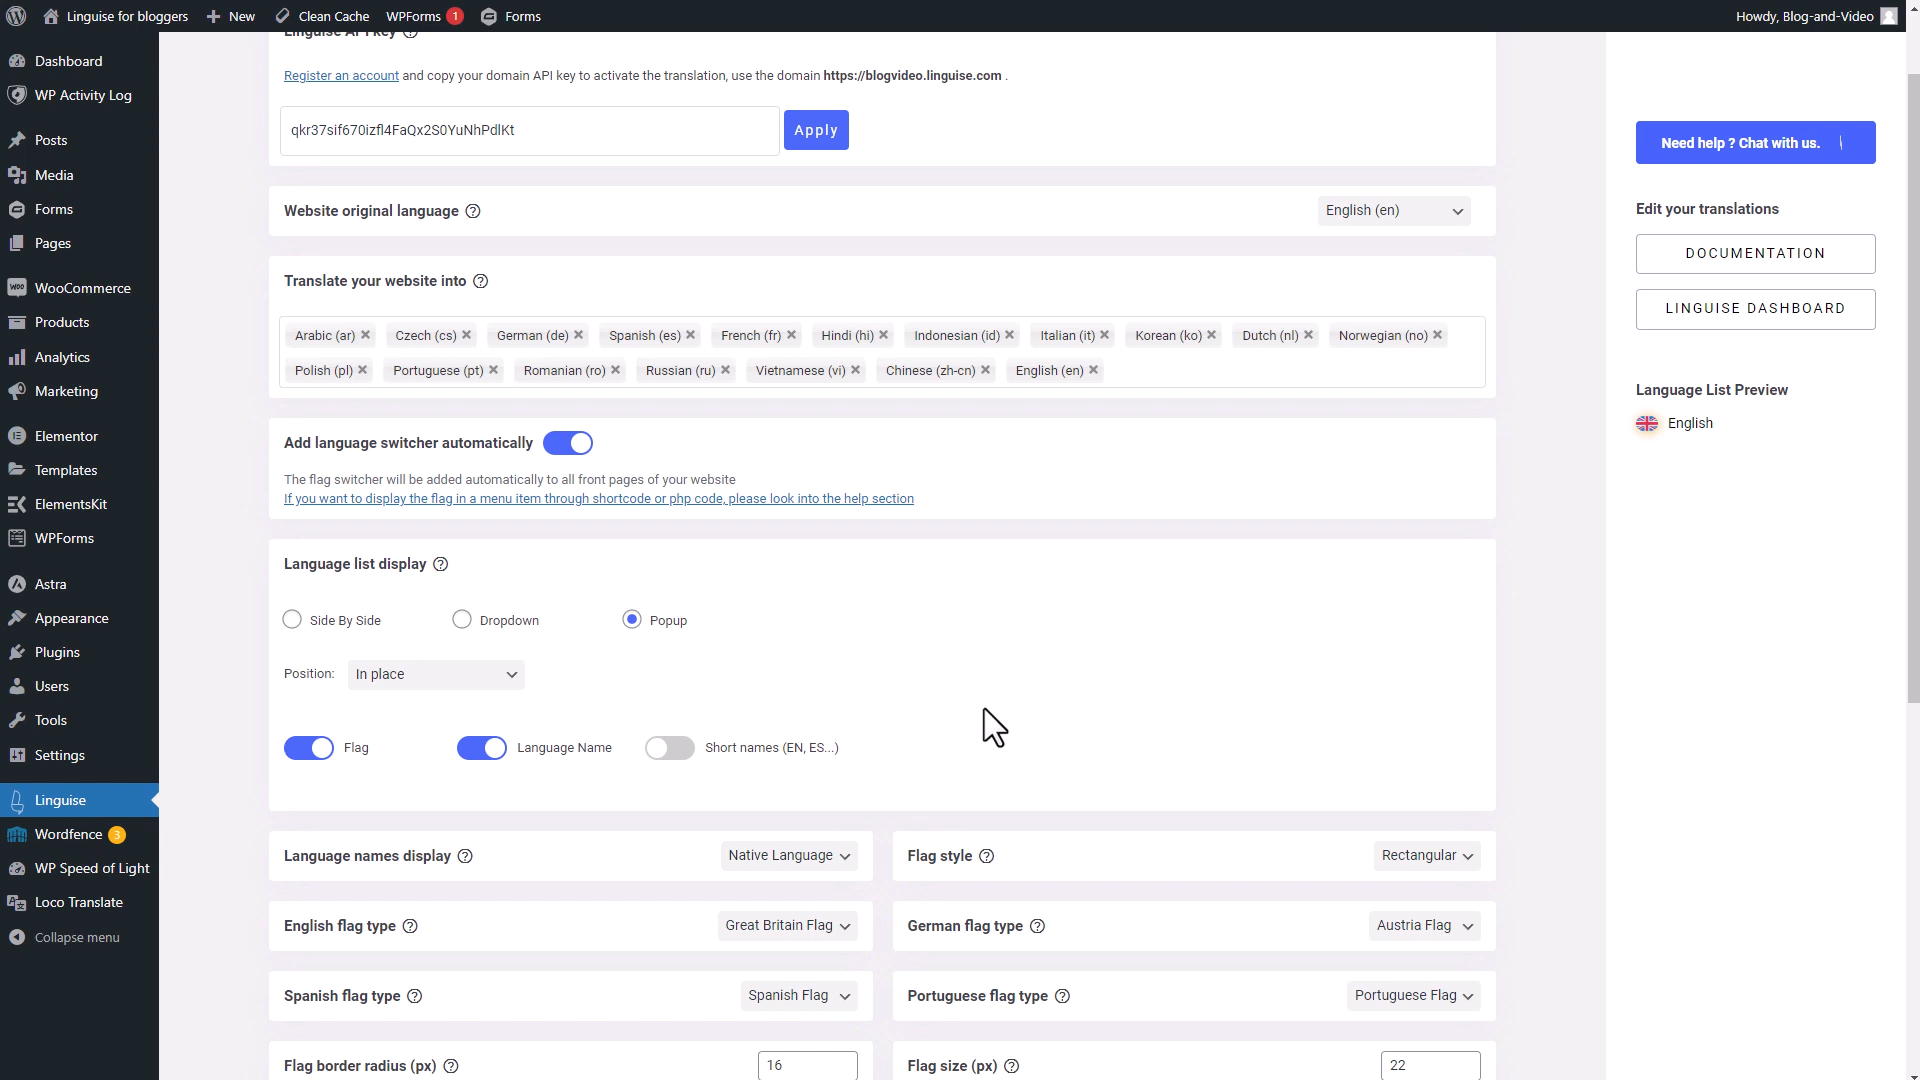 Linguise for bloggers
New
Clean Cache
WPForms 1
Forms
Howdy, Blog-and-Video
Dashboard
WP Activity Log
Posts
Media
Forms
Pages
WooCommerce
Products
Analytics
Marketing
Elementor
Templates
ElementsKit
WPForms
Astra
Appearance
Plugins
Users
Tools
Settings
Linguise
Wordfence 3
WP Speed of Light
Loco Translate
Collapse menu
Linguise API key
Register an account and copy your domain API key to activate the translation, use the domain https://blogvideo.linguise.com .
qkr37sif670izfl4FaQx2S0YuNhPdlKt
Apply
Website original language
English (en)
Translate your website into
Arabic (ar) Czech (cs) German (de) Spanish (es) French (fr) Hindi (hi) Indonesian (id) Italian (it) Korean (ko) Dutch (nl) Norwegian (no)
Polish (pl) Portuguese (pt) Romanian (ro) Russian (ru) Vietnamese (vi) Chinese (zh-cn) English (en)
Add language switcher automatically
The flag switcher will be added automatically to all front pages of your website
If you want to display the flag in a menu item through shortcode or php code, please look into the help section
Language list display
Side By Side
Dropdown
Popup
Position: In place
Flag
Language Name
Short names (EN, ES...)
Language names display
Native Language
Flag style
Rectangular
English flag type
Great Britain Flag
German flag type
Austria Flag
Spanish flag type
Spanish Flag
Portuguese flag type
Portuguese Flag
Flag border radius (px)
16
Flag size (px)
22
Need help ? Chat with us.
Edit your translations
DOCUMENTATION
LINGUISE DASHBOARD
Language List Preview
English